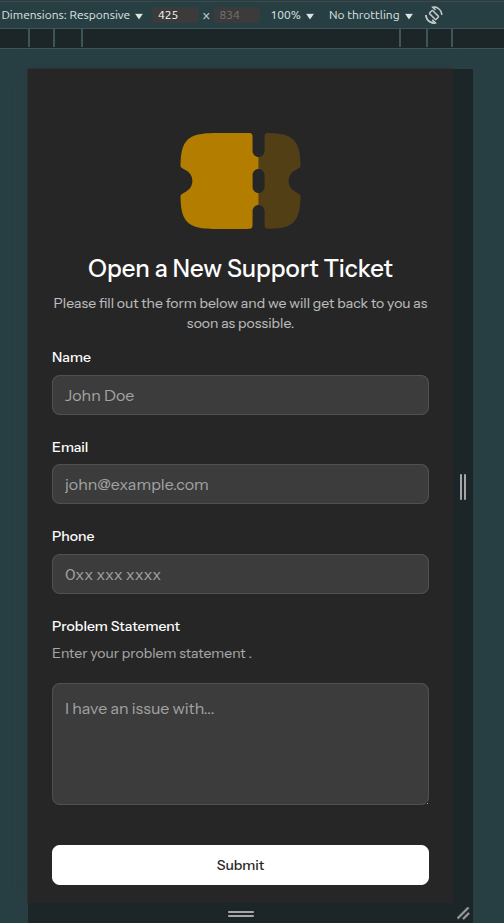 Dimensions: Responsive 425 x 834 100% No throttling
Open a New Support Ticket
Please fill out the form below and we will get back to you as
soon as possible.
Name
John Doe
Email
john@example.com
Phone
0xx xxx xxxx
Problem Statement
Enter your problem statement .
I have an issue with...
Submit